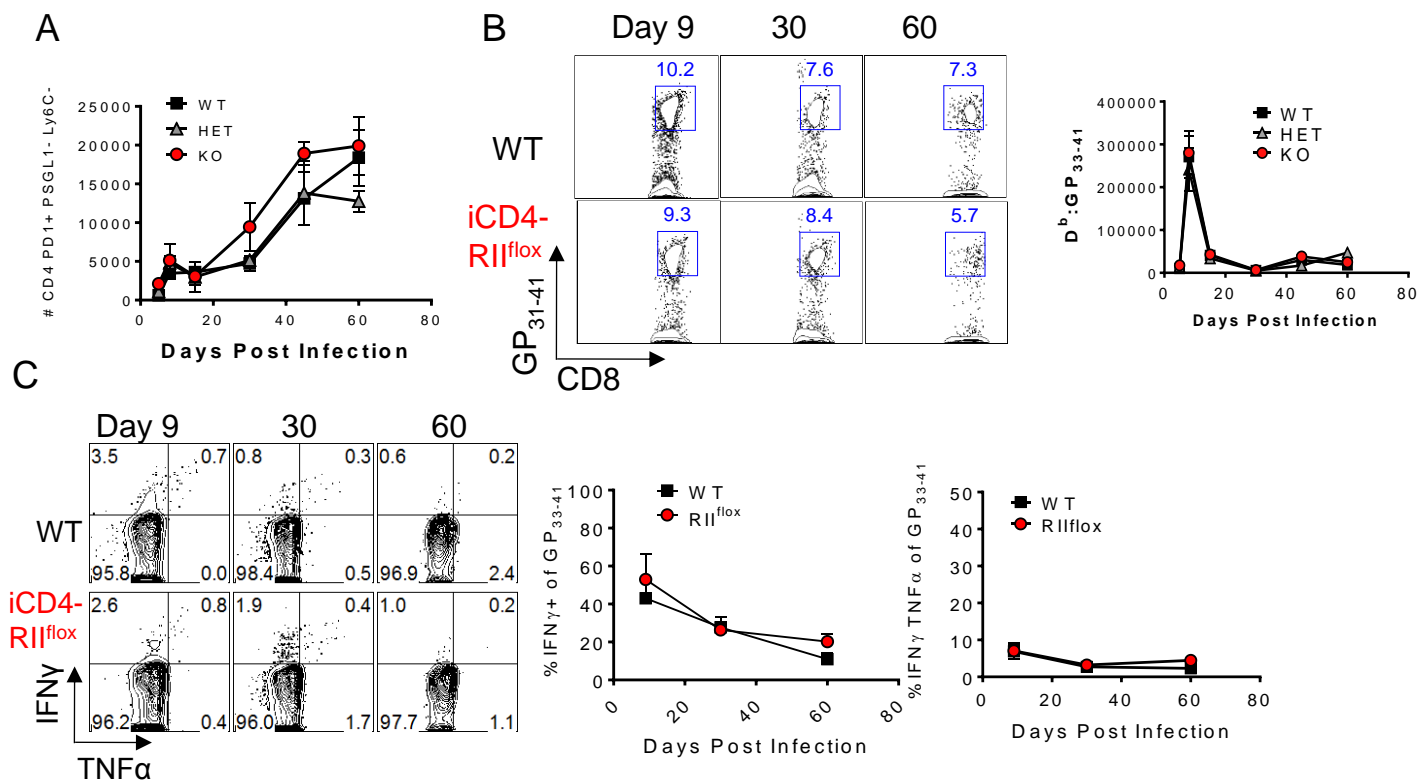 A
# CD4 PD1+ PSGL1- Ly6C-
25000
20000
15000
10000
5000
0
WT
HET
KO
0 20 40 60 80
Days Post Infection
B
Day 9 30 60
WT
10.2 7.6 7.3
iCD4-
RII^flox
9.3 8.4 5.7
GP31-41
CD8
D^b:GP33-41
400000
300000
200000
100000
0
WT
HET
KO
0 20 40 60 80
Days Post Infection
C
Day 9 30 60
WT
3.5 0.7 0.8 0.3 0.6 0.2
95.8 0.0 98.4 0.5 96.9 2.4
iCD4-
RII^flox
2.6 0.8 1.9 0.4 1.0 0.2
96.2 0.4 96.0 1.7 97.7 1.1
IFNγ
TNFα
%IFNγ+ of GP33-41
100
80
60
40
20
0
WT
RII^flox
0 20 40 60 80
Days Post Infection
%IFNγ TNFα of GP33-41
50
40
30
20
10
0
WT
RIIflox
0 20 40 60 80
Days Post Infection